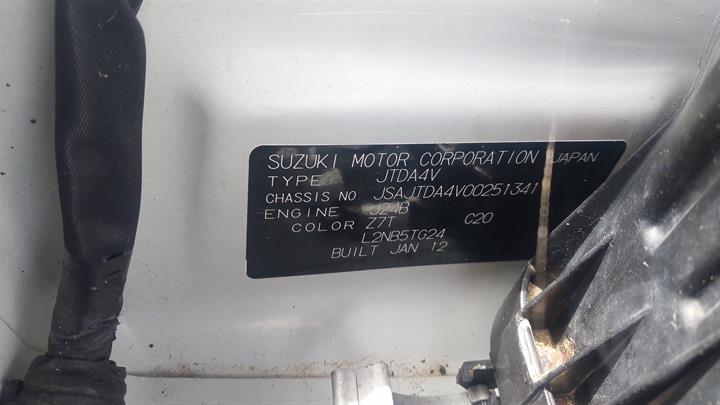 SUZUKI MOTOR CORPORATION JAPAN
TYPE JTDA4V
CHASSIS NO. JSAJTDA4V00251341
ENGINE J24B
COLOR Z7T C20
L2NB5TG24
BUILT JAN 12